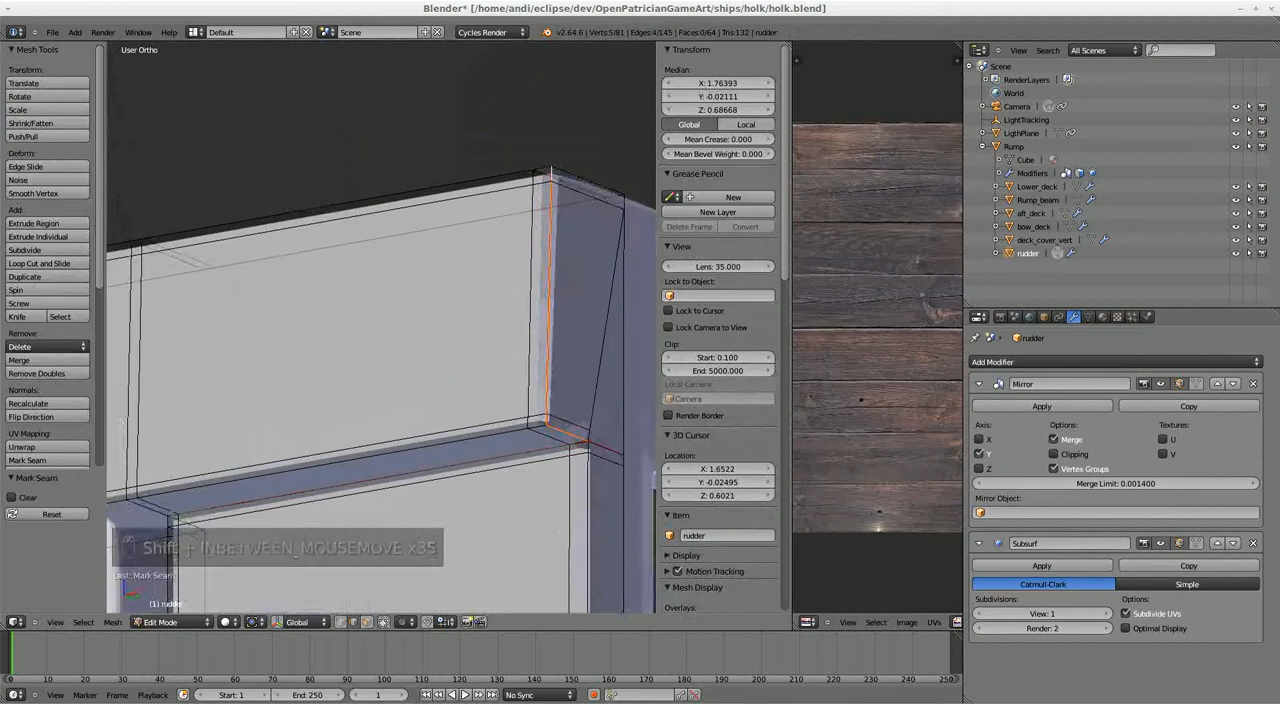 Blender* [/home/andi/eclipse/dev/OpenPatricianGameArt/ships/holk/holk.blend]
File Add Render Window Help Default Scene Cycles Render v2.64.6 | Verts:5/81 | Edges:4/145 | Faces:0/64 | Tris:132 | rudder
Mesh Tools
Transform:
Translate
Rotate
Scale
Shrink/Fatten
Push/Pull
Deform:
Edge Slide
Noise
Smooth Vertex
Add:
Extrude Region
Extrude Individual
Subdivide
Loop Cut and Slide
Duplicate
Spin
Screw
Knife Select
Remove:
Delete
Merge
Remove Doubles
Normals:
Recalculate
Flip Direction
UV Mapping:
Unwrap
Mark Seam
Mark Seam
Clear
Reset
User Ortho
Shift + INBETWEEN_MOUSEMOVE x35
Last: Mark Seam
(1) rudder
View Select Mesh Edit Mode Global
Transform
Median:
X: 1.76393
Y: -0.02111
Z: 0.68668
Global Local
Mean Crease: 0.000
Mean Bevel Weight: 0.000
Grease Pencil
New
New Layer
Delete Frame Convert
View
Lens: 35.000
Lock to Object:
Lock to Cursor
Lock Camera to View
Clip:
Start: 0.100
End: 5000.000
Local Camera:
Camera
Render Border
3D Cursor
Location:
X: 1.6522
Y: -0.02495
Z: 0.6021
Item
rudder
Display
Motion Tracking
Mesh Display
Overlays:
View Select Image UVs
View Search All Scenes
Scene
RenderLayers
World
Camera
LightTracking
LigthPlane
Rump
Cube
Modifiers
Lower_deck
Rump_beam
aft_deck
bow_deck
deck_cover_vert
rudder
rudder
Add Modifier
Mirror
Apply Copy
Axis: Options: Textures:
X Merge U
Y Clipping V
Z Vertex Groups
Merge Limit: 0.001400
Mirror Object:
Subsurf
Apply Copy
Catmull-Clark Simple
Subdivisions: Options:
View: 1 Subdivide UVs
Render: 2 Optimal Display
0 10 20 30 40 50 60 70 80 90 100 110 120 130 140 150 160 170 180 190 200 210 220 230 240 250
View Marker Frame Playback Start: 1 End: 250 1 No Sync